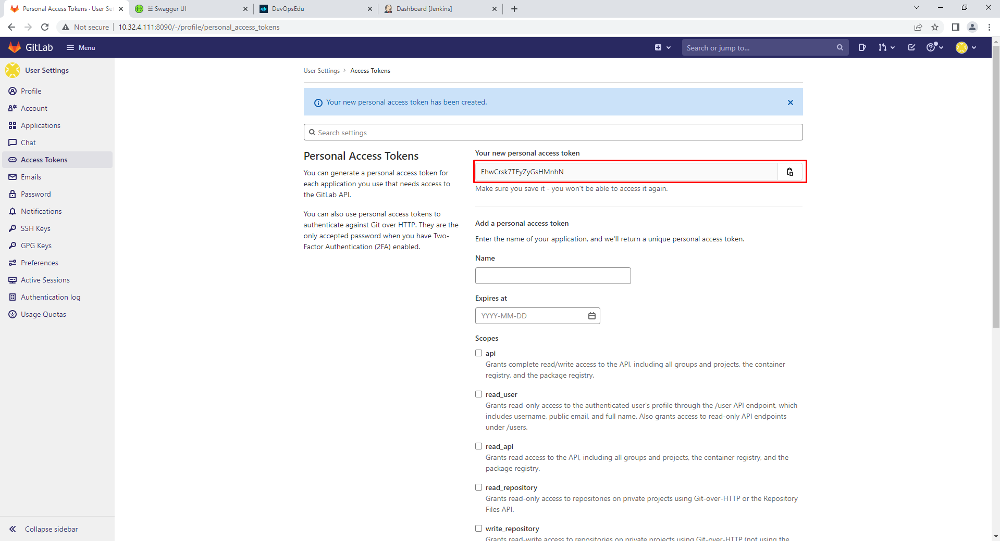 Personal Access Tokens · User Set
Swagger UI
DevOpsEdu
Dashboard [Jenkins]
Not secure
10.32.4.111:8090/-/profile/personal_access_tokens
GitLab
Menu
Search or jump to...
User Settings
Profile
Account
Applications
Chat
Access Tokens
Emails
Password
Notifications
SSH Keys
GPG Keys
Preferences
Active Sessions
Authentication log
Usage Quotas
Collapse sidebar
User Settings › Access Tokens
Your new personal access token has been created.
Search settings
Personal Access Tokens
You can generate a personal access token for
each application you use that needs access to
the GitLab API.
You can also use personal access tokens to
authenticate against Git over HTTP. They are the
only accepted password when you have Two-
Factor Authentication (2FA) enabled.
Your new personal access token
EhwCrsk7TEyZyGsHMnhN
Make sure you save it - you won't be able to access it again.
Add a personal access token
Enter the name of your application, and we'll return a unique personal access token.
Name
Expires at
YYYY-MM-DD
Scopes
api
Grants complete read/write access to the API, including all groups and projects, the container
registry, and the package registry.
read_user
Grants read-only access to the authenticated user's profile through the /user API endpoint, which
includes username, public email, and full name. Also grants access to read-only API endpoints
under /users.
read_api
Grants read access to the API, including all groups and projects, the container registry, and the
package registry.
read_repository
Grants read-only access to repositories on private projects using Git-over-HTTP or the Repository
Files API.
write_repository
Grants read-write access to repositories on private projects using Git-over-HTTP (not using the